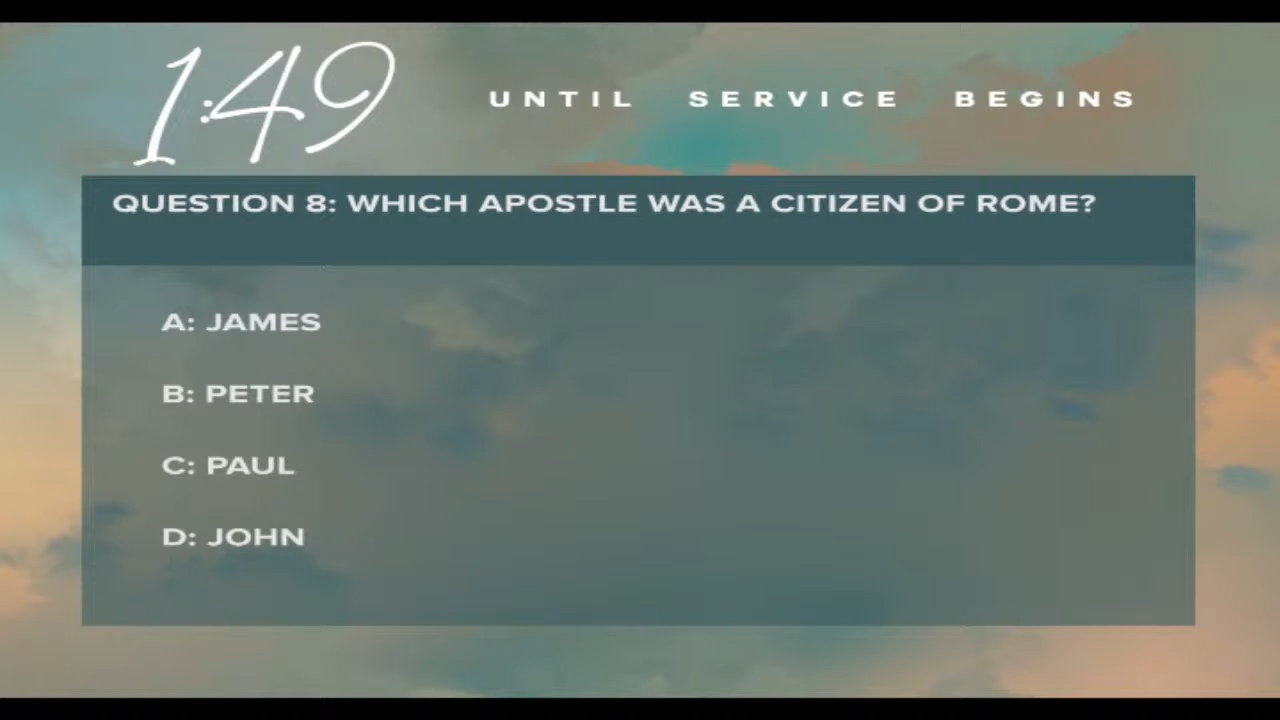 1:49 UNTIL SERVICE BEGINS
QUESTION 8: WHICH APOSTLE WAS A CITIZEN OF ROME?
A: JAMES
B: PETER
C: PAUL
D: JOHN